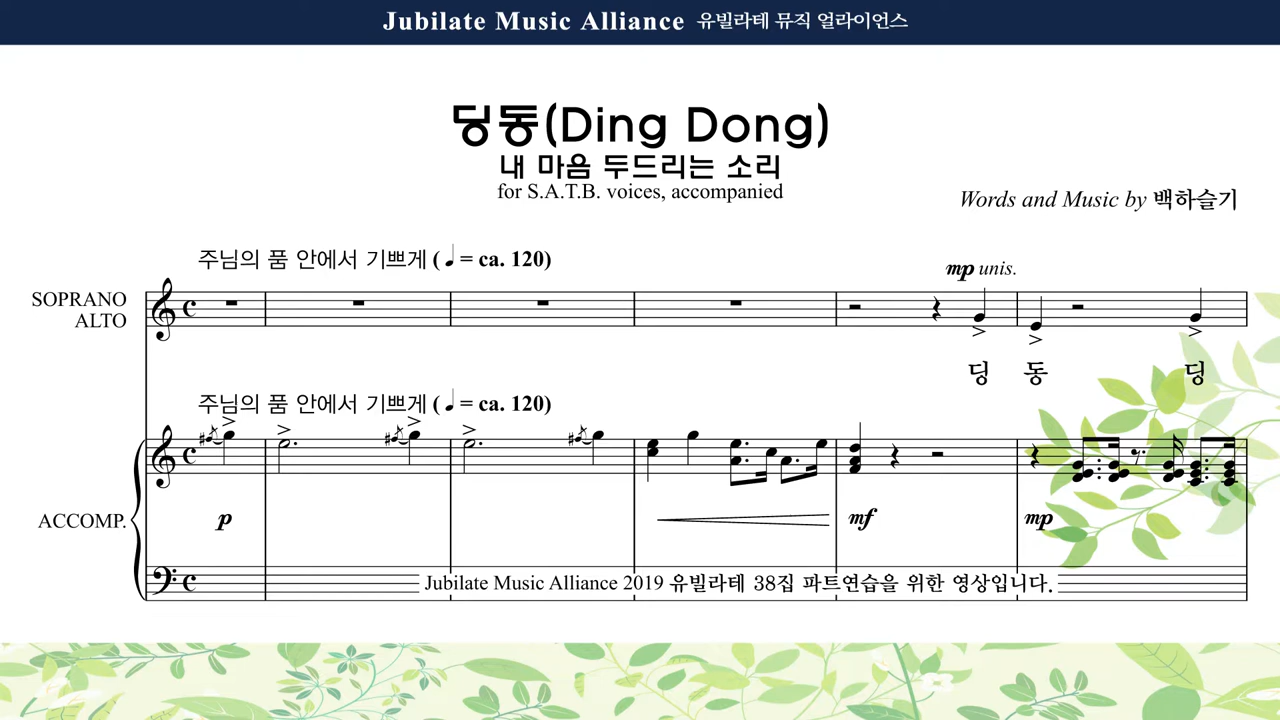 Jubilate Music Alliance 유빌라테 뮤직 얼라이언스
딩동(Ding Dong)
내 마음 두드리는 소리
for S.A.T.B. voices, accompanied
Words and Music by 백하슬기
주님의 품 안에서 기쁘게 (♩= ca. 120)
mp unis.
SOPRANO
ALTO
딩 동 딩
주님의 품 안에서 기쁘게 (♩= ca. 120)
ACCOMP.
p mf mp
Jubilate Music Alliance 2019 유빌라테 38집 파트연습을 위한 영상입니다.